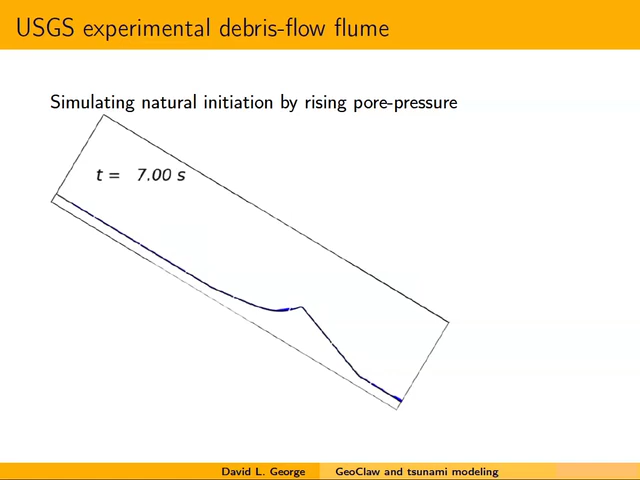 USGS experimental debris-flow flume
Simulating natural initiation by rising pore-pressure
t = 7.00 s
David L. George GeoClaw and tsunami modeling